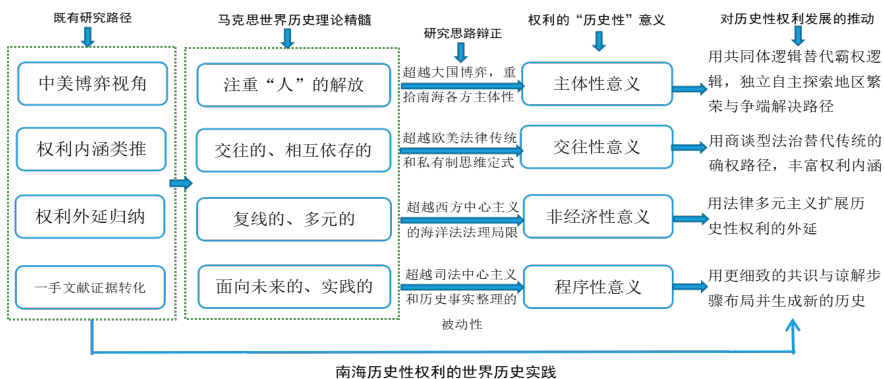 既有研究路径
马克思世界历史理论精髓
研究思路辩正
权利的“历史性”意义
对历史性权利发展的推动
中美博弈视角
注重“人”的解放
超越大国博弈，重
拾南海各方主体性
主体性意义
用共同体逻辑替代霸权逻
辑，独立自主探索地区繁
荣与争端解决路径
权利内涵类推
交往的、相互依存的
超越欧美法律传统
和私有制思维定式
交往性意义
用商谈型法治替代传统的
确权路径，丰富权利内涵
权利外延归纳
复线的、多元的
超越西方中心主义
的海洋法法理局限
非经济性意义
用法律多元主义扩展历
史性权利的外延
一手文献证据转化
面向未来的、实践的
超越司法中心主义
和历史事实整理的
被动性
程序性意义
用更细致的共识与谅解步
骤布局并生成新的历史
南海历史性权利的世界历史实践